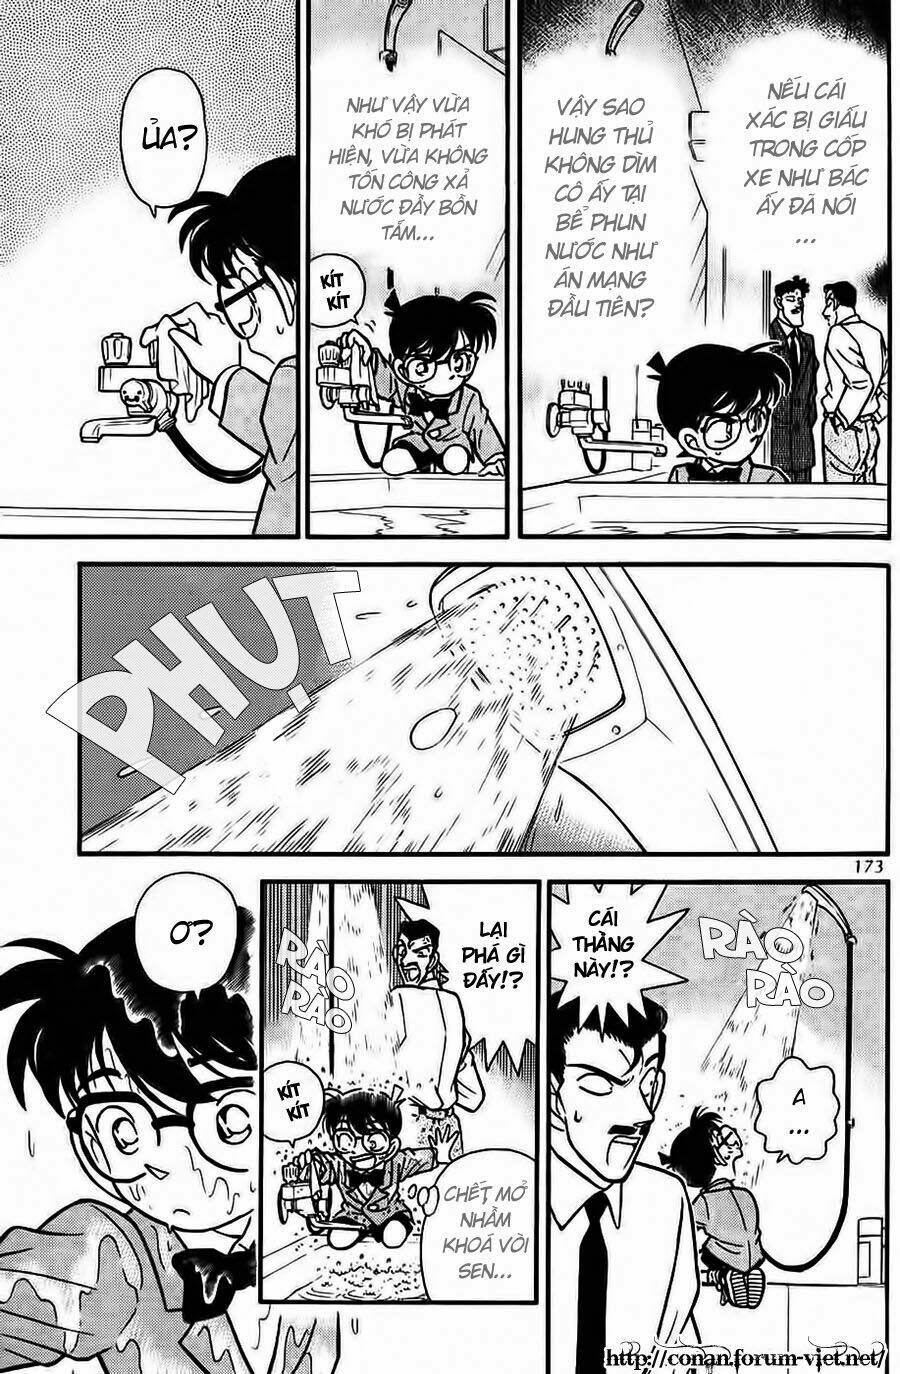 NẾU CÁI
XÁC BỊ GIẤU
TRONG CỐP
XE NHƯ BÁC
ẤY ĐÃ NÓI
...
VẬY SAO
HUNG THỦ
KHÔNG DÌM
CÔ ẤY TẠI
BỂ PHUN
NƯỚC NHƯ
ÁN MẠNG
ĐẦU TIÊN?
NHƯ VẬY VỪA
KHÓ BỊ PHÁT
HIỆN, VỪA KHÔNG
TỐN CÔNG XẢ
NƯỚC ĐẦY BỒN
TẮM...
KÍT
KÍT
ỦA?
PHỤT
173
RÀO
RÀO
A
...
CÁI
THẰNG
NÀY!?
LẠI
PHÁ GÌ
ĐẤY!?
RÀO
RÀO
KÍT
KÍT
CHẾT, MỞ
NHẦM
KHOÁ VÒI
SEN...
Ơ?
http://conan.forum-viet.net/